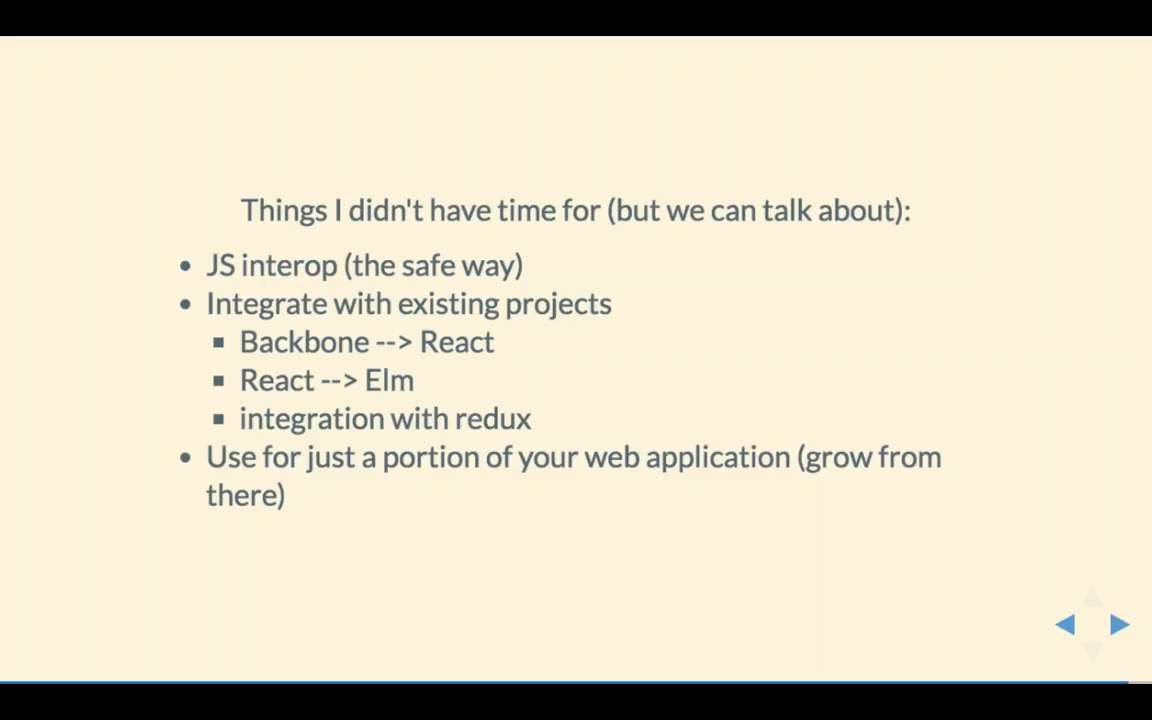 Things I didn't have time for (but we can talk about):
• JS interop (the safe way)
• Integrate with existing projects
▪ Backbone --> React
▪ React --> Elm
▪ integration with redux
• Use for just a portion of your web application (grow from
there)